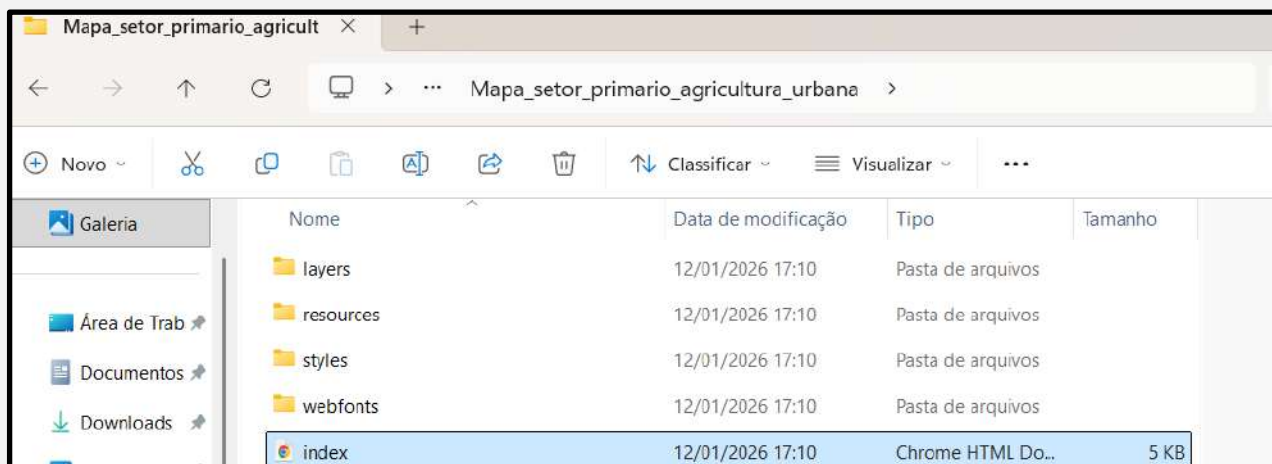 Mapa_setor_primario_agricult
Mapa_setor_primario_agricultura_urbana
Novo
Classificar
Visualizar
Galeria
Nome Data de modificação Tipo Tamanho
layers 12/01/2026 17:10 Pasta de arquivos
resources 12/01/2026 17:10 Pasta de arquivos
Área de Trab
styles 12/01/2026 17:10 Pasta de arquivos
Documentos
webfonts 12/01/2026 17:10 Pasta de arquivos
Downloads
index 12/01/2026 17:10 Chrome HTML Do... 5 KB